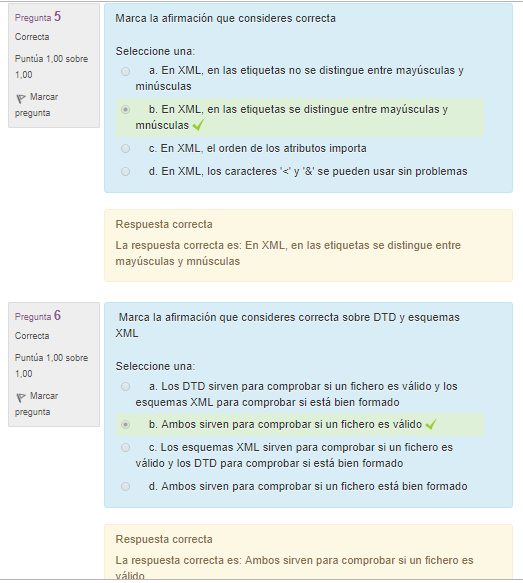 Pregunta 5
Correcta
Puntúa 1,00 sobre
1,00
Marcar
pregunta
Marca la afirmación que consideres correcta
Seleccione una:
a. En XML, en las etiquetas no se distingue entre mayúsculas y
minúsculas
b. En XML, en las etiquetas se distingue entre mayúsculas y
mnúsculas
c. En XML, el orden de los atributos importa
d. En XML, los caracteres '<' y '&' se pueden usar sin problemas
Respuesta correcta
La respuesta correcta es: En XML, en las etiquetas se distingue entre
mayúsculas y mnúsculas
Pregunta 6
Correcta
Puntúa 1,00 sobre
1,00
Marcar
pregunta
Marca la afirmación que consideres correcta sobre DTD y esquemas
XML
Seleccione una:
a. Los DTD sirven para comprobar si un fichero es válido y los
esquemas XML para comprobar si está bien formado
b. Ambos sirven para comprobar si un fichero es válido
c. Los esquemas XML sirven para comprobar si un fichero es
válido y los DTD para comprobar si está bien formado
d. Ambos sirven para comprobar si un fichero está bien formado
Respuesta correcta
La respuesta correcta es: Ambos sirven para comprobar si un fichero es
válido